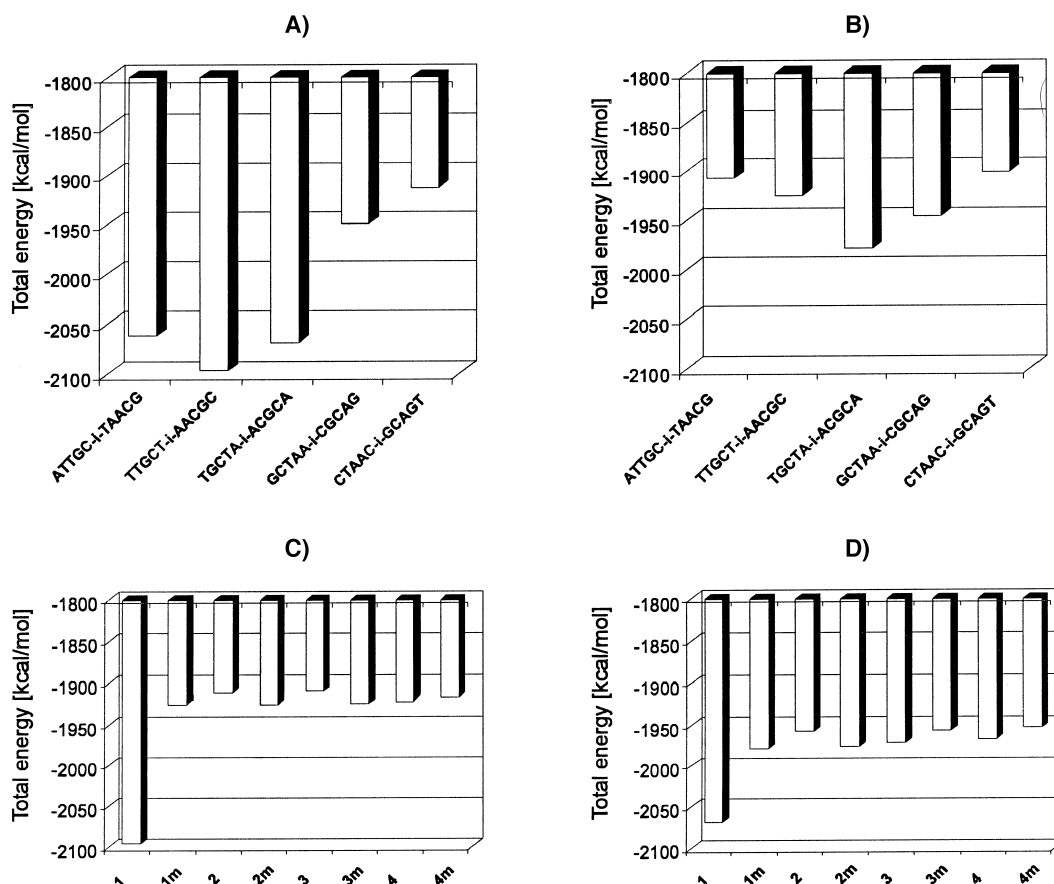 A)
Total energy [kcal/mol]
-1800
-1850
-1900
-1950
-2000
-2050
-2100
ATTGC-i-TAACG
TTGCT-i-AACGC
TGCTA-i-ACGCA
GCTAA-i-CGCAG
CTAAC-i-GCAGT
B)
Total energy [kcal/mol]
-1800
-1850
-1900
-1950
-2000
-2050
-2100
ATTGC-i-TAACG
TTGCT-i-AACGC
TGCTA-i-ACGCA
GCTAA-i-CGCAG
CTAAC-i-GCAGT
C)
Total energy [kcal/mol]
-1800
-1850
-1900
-1950
-2000
-2050
-2100
1
1m
2
2m
3
3m
4
4m
D)
Total energy [kcal/mol]
-1800
-1850
-1900
-1950
-2000
-2050
-2100
1
1m
2
2m
3
3m
4
4m